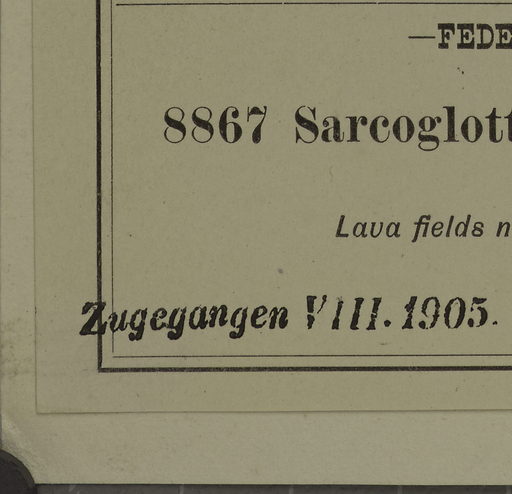 —FEDE
8867 Sarcoglott
Lava fields n
Zugegangen VIII. 1905.